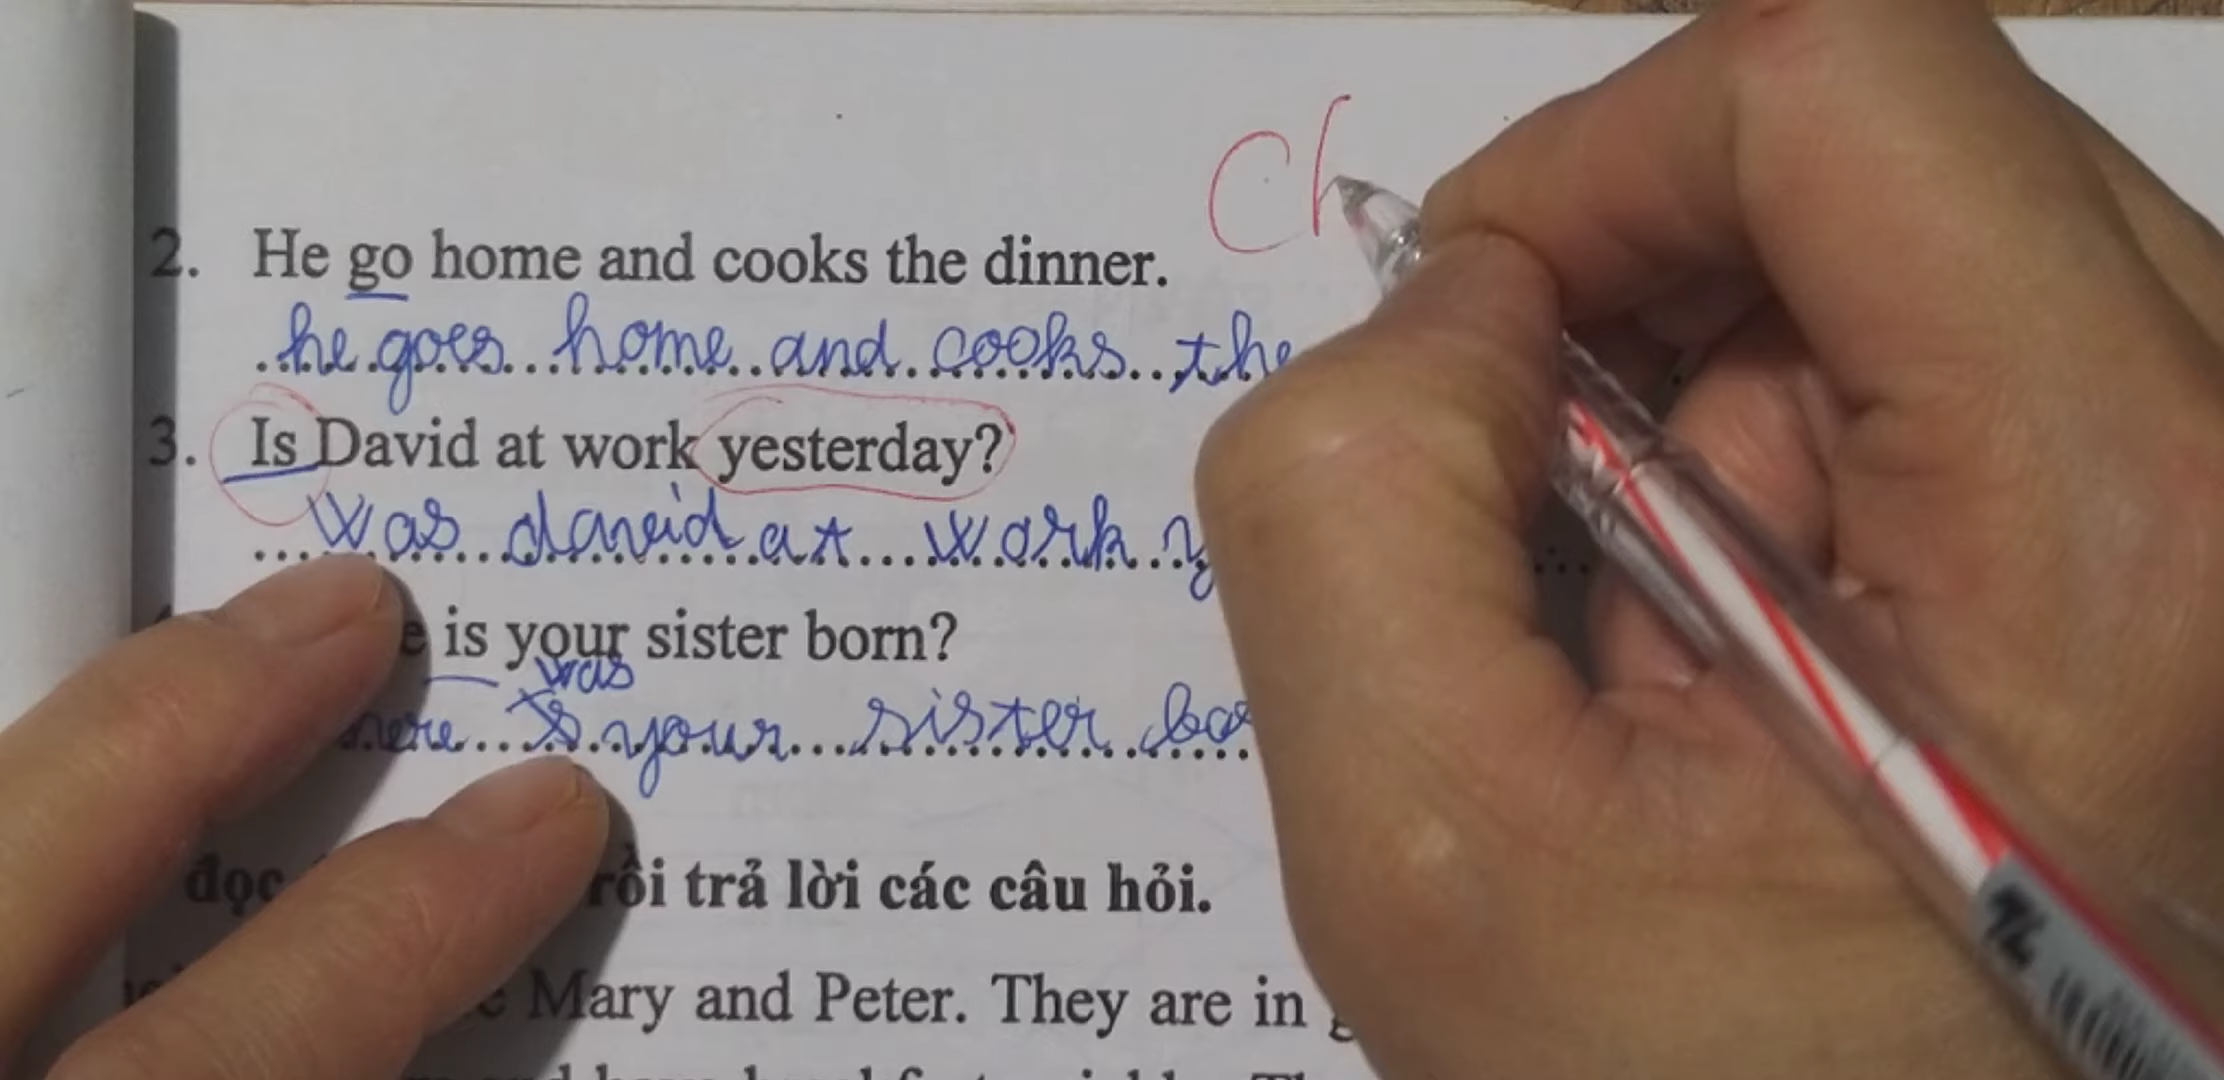 Ch
2. He go home and cooks the dinner.
he goes home and cooks the
3. Is David at work yesterday?
was david at work
is your sister born?
was
is your sister
đọc rồi trả lời các câu hỏi.
Mary and Peter. They are in